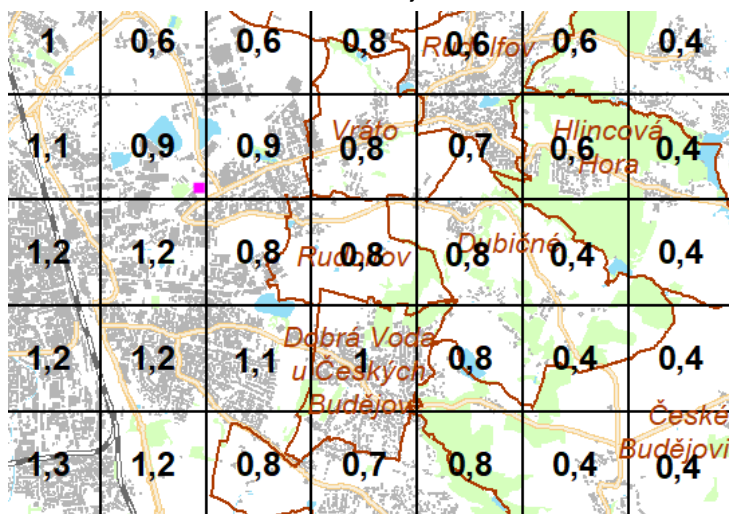 1 0,6 0,6 0,8 0,6 0,6 0,4
Rudolfov
Vráto Hlincová
1,1 0,9 0,9 0,8 0,7 0,6 0,4
Hora
1,2 1,2 0,8 0,8 0,8 0,4 0,4
Rudolfov Dubičné
Dobrá Voda
1,2 1,2 1,1 1 0,8 0,4 0,4
u Českých
Budějovic
České
Budějovi
1,3 1,2 0,8 0,7 0,8 0,4 0,4